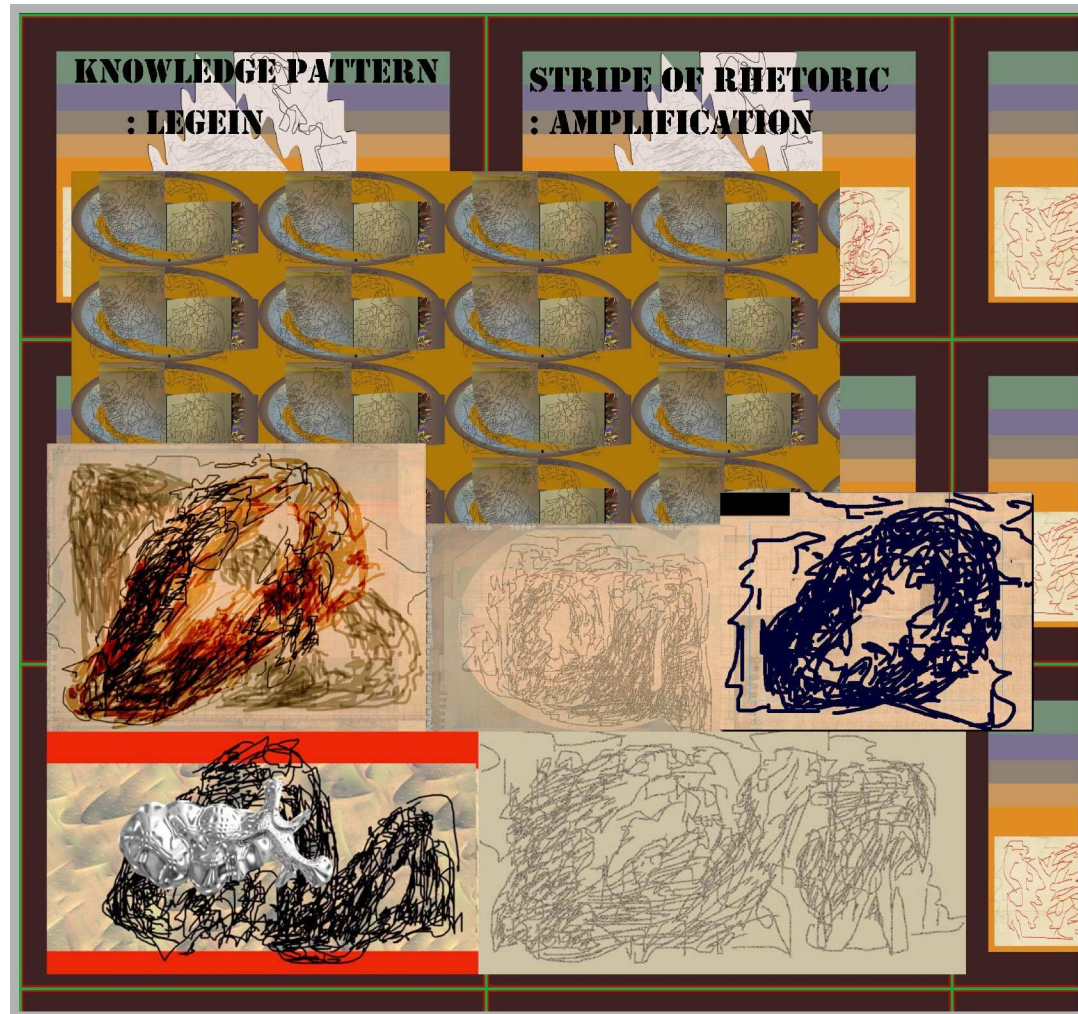 KNOWLEDGE PATTERN
: LEGEIN
STRIPE OF RHETORIC
: AMPLIFICATION